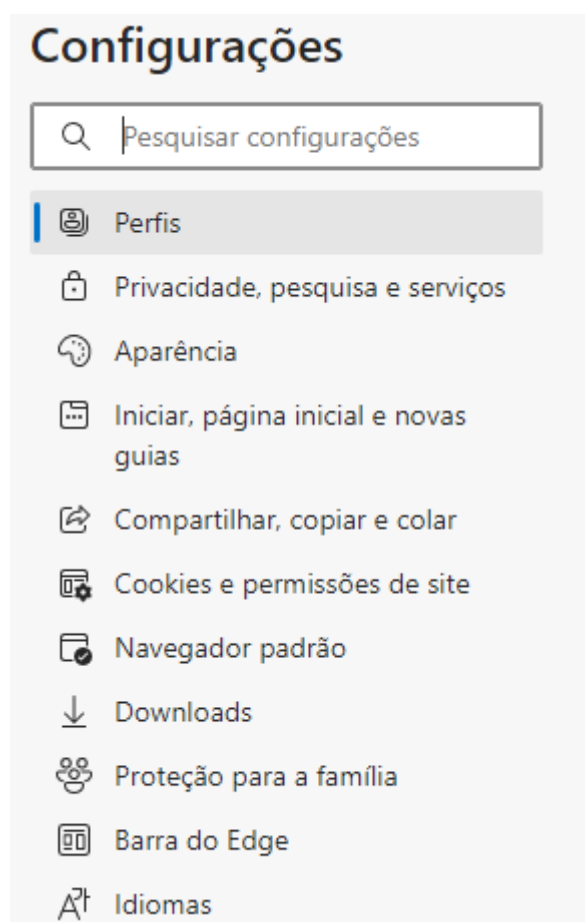 Configurações
Pesquisar configurações
Perfis
Privacidade, pesquisa e serviços
Aparência
Iniciar, página inicial e novas
guias
Compartilhar, copiar e colar
Cookies e permissões de site
Navegador padrão
Downloads
Proteção para a família
Barra do Edge
Idiomas